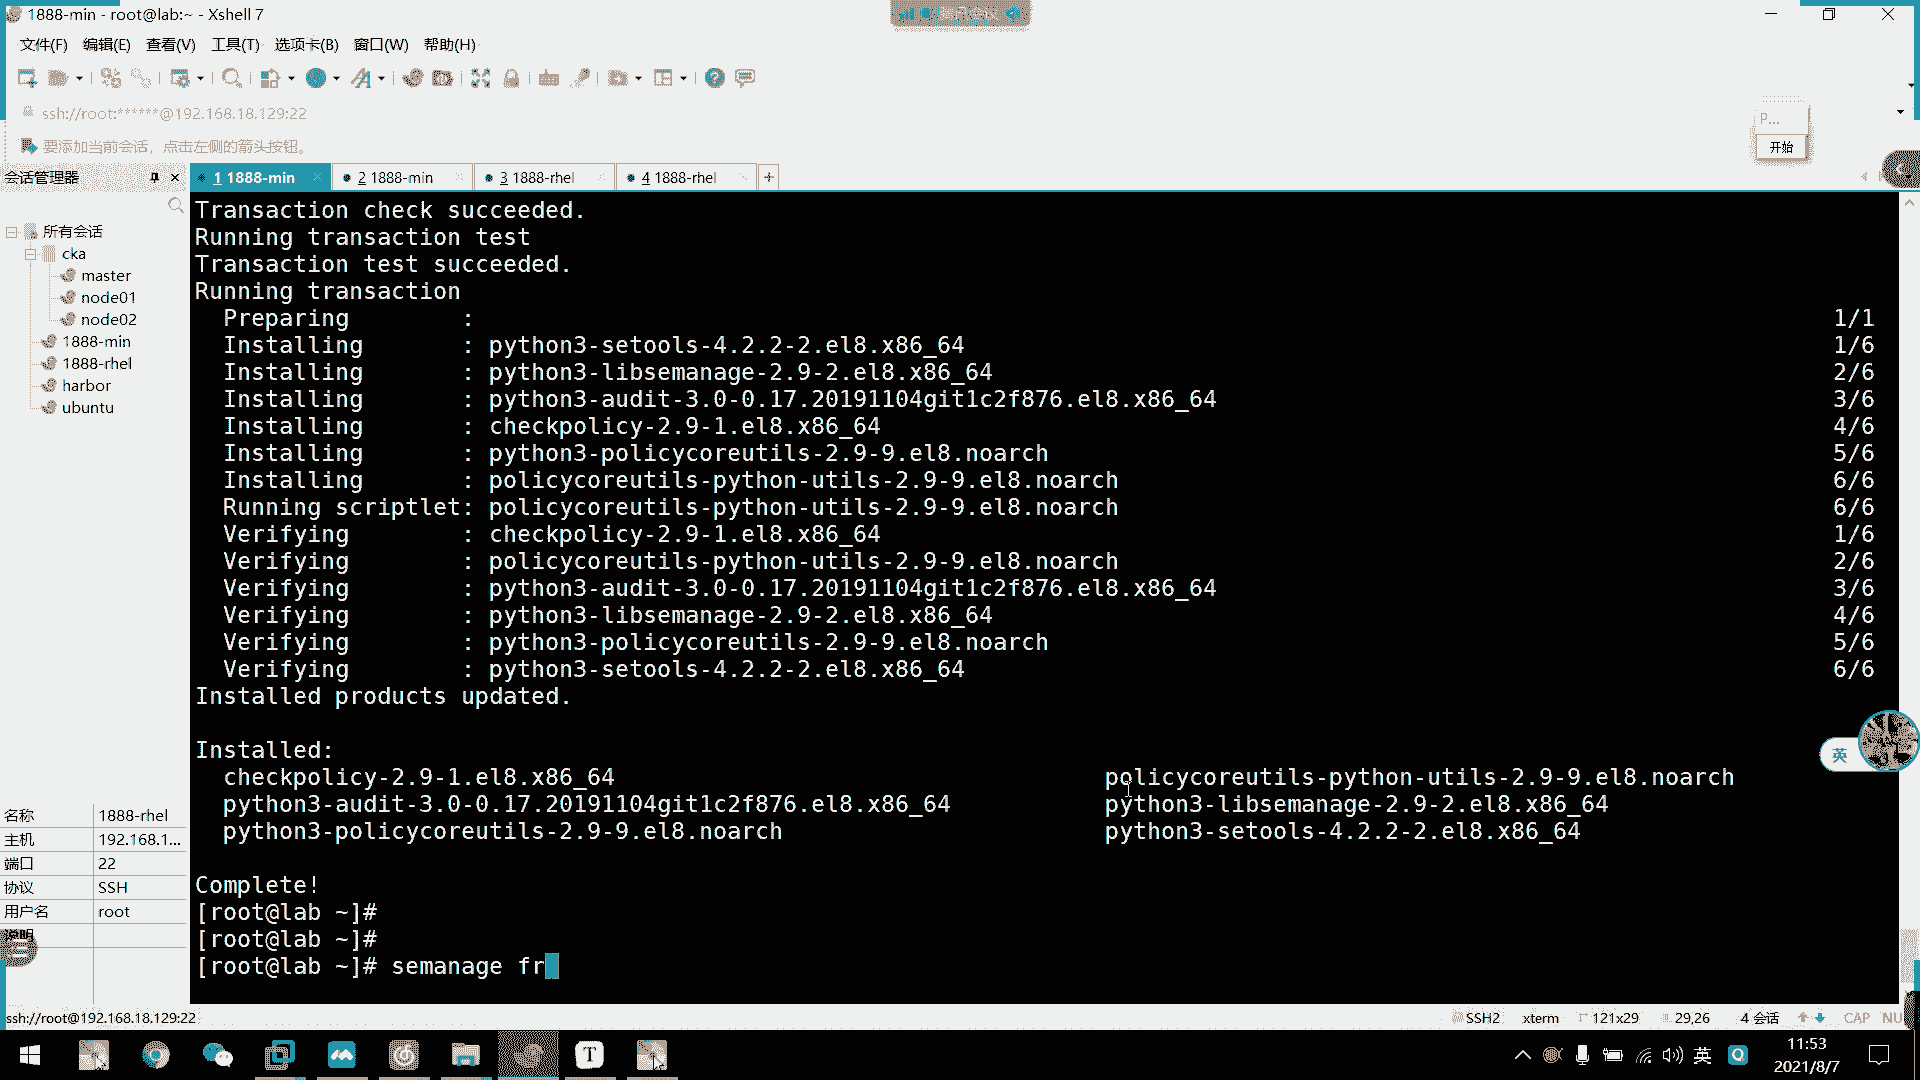 1888-min - root@lab:~ - Xshell 7
文件(F) 编辑(E) 查看(V) 工具(T) 选项卡(B) 窗口(W) 帮助(H)
ssh://root:******@192.168.18.129:22
要添加当前会话，点击左侧的箭头按钮。
P...
开始
会话管理器
1 1888-min
2 1888-min
3 1888-rhel
4 1888-rhel
所有会话
cka
master
node01
node02
1888-min
1888-rhel
harbor
ubuntu
Transaction check succeeded.
Running transaction test
Transaction test succeeded.
Running transaction
Preparing : 1/1
Installing : python3-setools-4.2.2-2.el8.x86_64 1/6
Installing : python3-libsemanage-2.9-2.el8.x86_64 2/6
Installing : python3-audit-3.0-0.17.20191104git1c2f876.el8.x86_64 3/6
Installing : checkpolicy-2.9-1.el8.x86_64 4/6
Installing : python3-policycoreutils-2.9-9.el8.noarch 5/6
Installing : policycoreutils-python-utils-2.9-9.el8.noarch 6/6
Running scriptlet: policycoreutils-python-utils-2.9-9.el8.noarch 6/6
Verifying : checkpolicy-2.9-1.el8.x86_64 1/6
Verifying : policycoreutils-python-utils-2.9-9.el8.noarch 2/6
Verifying : python3-audit-3.0-0.17.20191104git1c2f876.el8.x86_64 3/6
Verifying : python3-libsemanage-2.9-2.el8.x86_64 4/6
Verifying : python3-policycoreutils-2.9-9.el8.noarch 5/6
Verifying : python3-setools-4.2.2-2.el8.x86_64 6/6
Installed products updated.
Installed:
checkpolicy-2.9-1.el8.x86_64 policycoreutils-python-utils-2.9-9.el8.noarch
python3-audit-3.0-0.17.20191104git1c2f876.el8.x86_64 python3-libsemanage-2.9-2.el8.x86_64
python3-policycoreutils-2.9-9.el8.noarch python3-setools-4.2.2-2.el8.x86_64
Complete!
[root@lab ~]#
[root@lab ~]#
[root@lab ~]# semanage fr
英
名称 1888-rhel
主机 192.168.1...
端口 22
协议 SSH
用户名 root
说明
ssh://root@192.168.18.129:22
SSH2 xterm 121x29 29,26 4 会话 CAP NU
T
英
11:53
2021/8/7